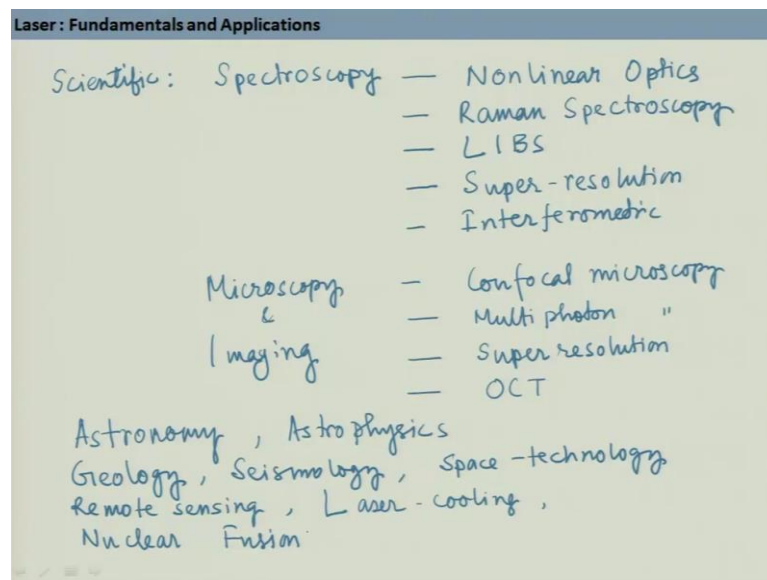 Laser : Fundamentals and Applications
Scientific : Spectroscopy — Nonlinear Optics
— Raman Spectroscopy
— LIBS
— Super-resolution
- Interferometric
Microscopy - Confocal microscopy
& — Multi photon "
Imaging — Super resolution
— OCT
Astronomy , Astrophysics
Geology , Seismology , Space-technology
Remote sensing , Laser-cooling ,
Nuclear Fusion